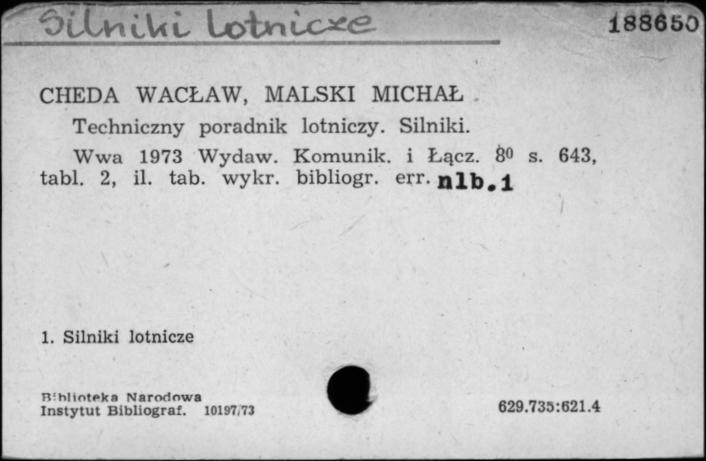 Silniki lotnicze
188650
CHEDA WACŁAW, MALSKI MICHAŁ
Techniczny poradnik lotniczy. Silniki.
Wwa 1973 Wydaw. Komunik. i Łącz. 8⁰ s. 643,
tabl. 2, il. tab. wykr. bibliogr. err. nlb.1
1. Silniki lotnicze
Biblioteka Narodowa
Instytut Bibliograf. 10197/73
629.735:621.4